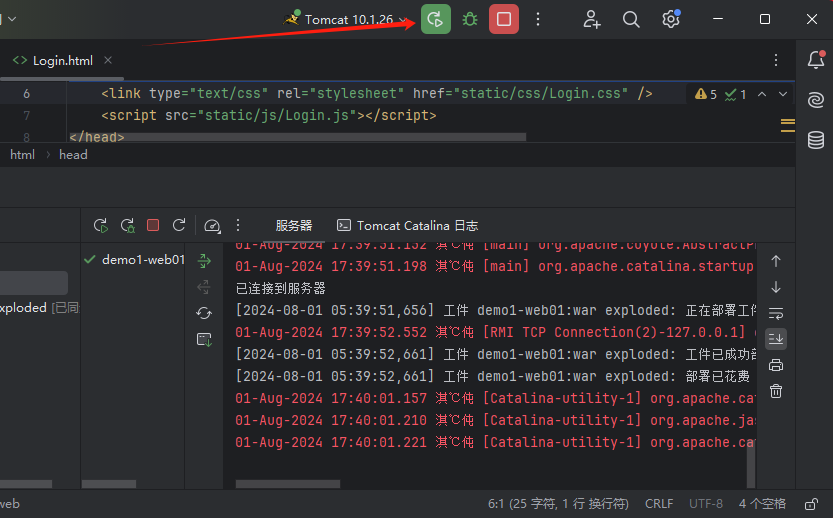 Tomcat 10.1.26
Login.html
6 <link type="text/css" rel="stylesheet" href="static/css/Login.css" />
5 1
7 <script src="static/js/Login.js"></script>
8 </head>
html › head
服务器
Tomcat Catalina 日志
demo1-web01
xploded [已同
01-Aug-2024 17:39:51.152 淇℃伅 [main] org.apache.coyote.AbstractP
01-Aug-2024 17:39:51.198 淇℃伅 [main] org.apache.catalina.startup
已连接到服务器
[2024-08-01 05:39:51,656] 工件 demo1-web01:war exploded: 正在部署工件
01-Aug-2024 17:39:52.552 淇℃伅 [RMI TCP Connection(2)-127.0.0.1]
[2024-08-01 05:39:52,661] 工件 demo1-web01:war exploded: 工件已成功部
[2024-08-01 05:39:52,661] 工件 demo1-web01:war exploded: 部署已花费
01-Aug-2024 17:40:01.157 淇℃伅 [Catalina-utility-1] org.apache.cat
01-Aug-2024 17:40:01.210 淇℃伅 [Catalina-utility-1] org.apache.jas
01-Aug-2024 17:40:01.221 淇℃伅 [Catalina-utility-1] org.apache.cat
web
6:1 (25 字符, 1 行 换行符) CRLF UTF-8 4 个空格